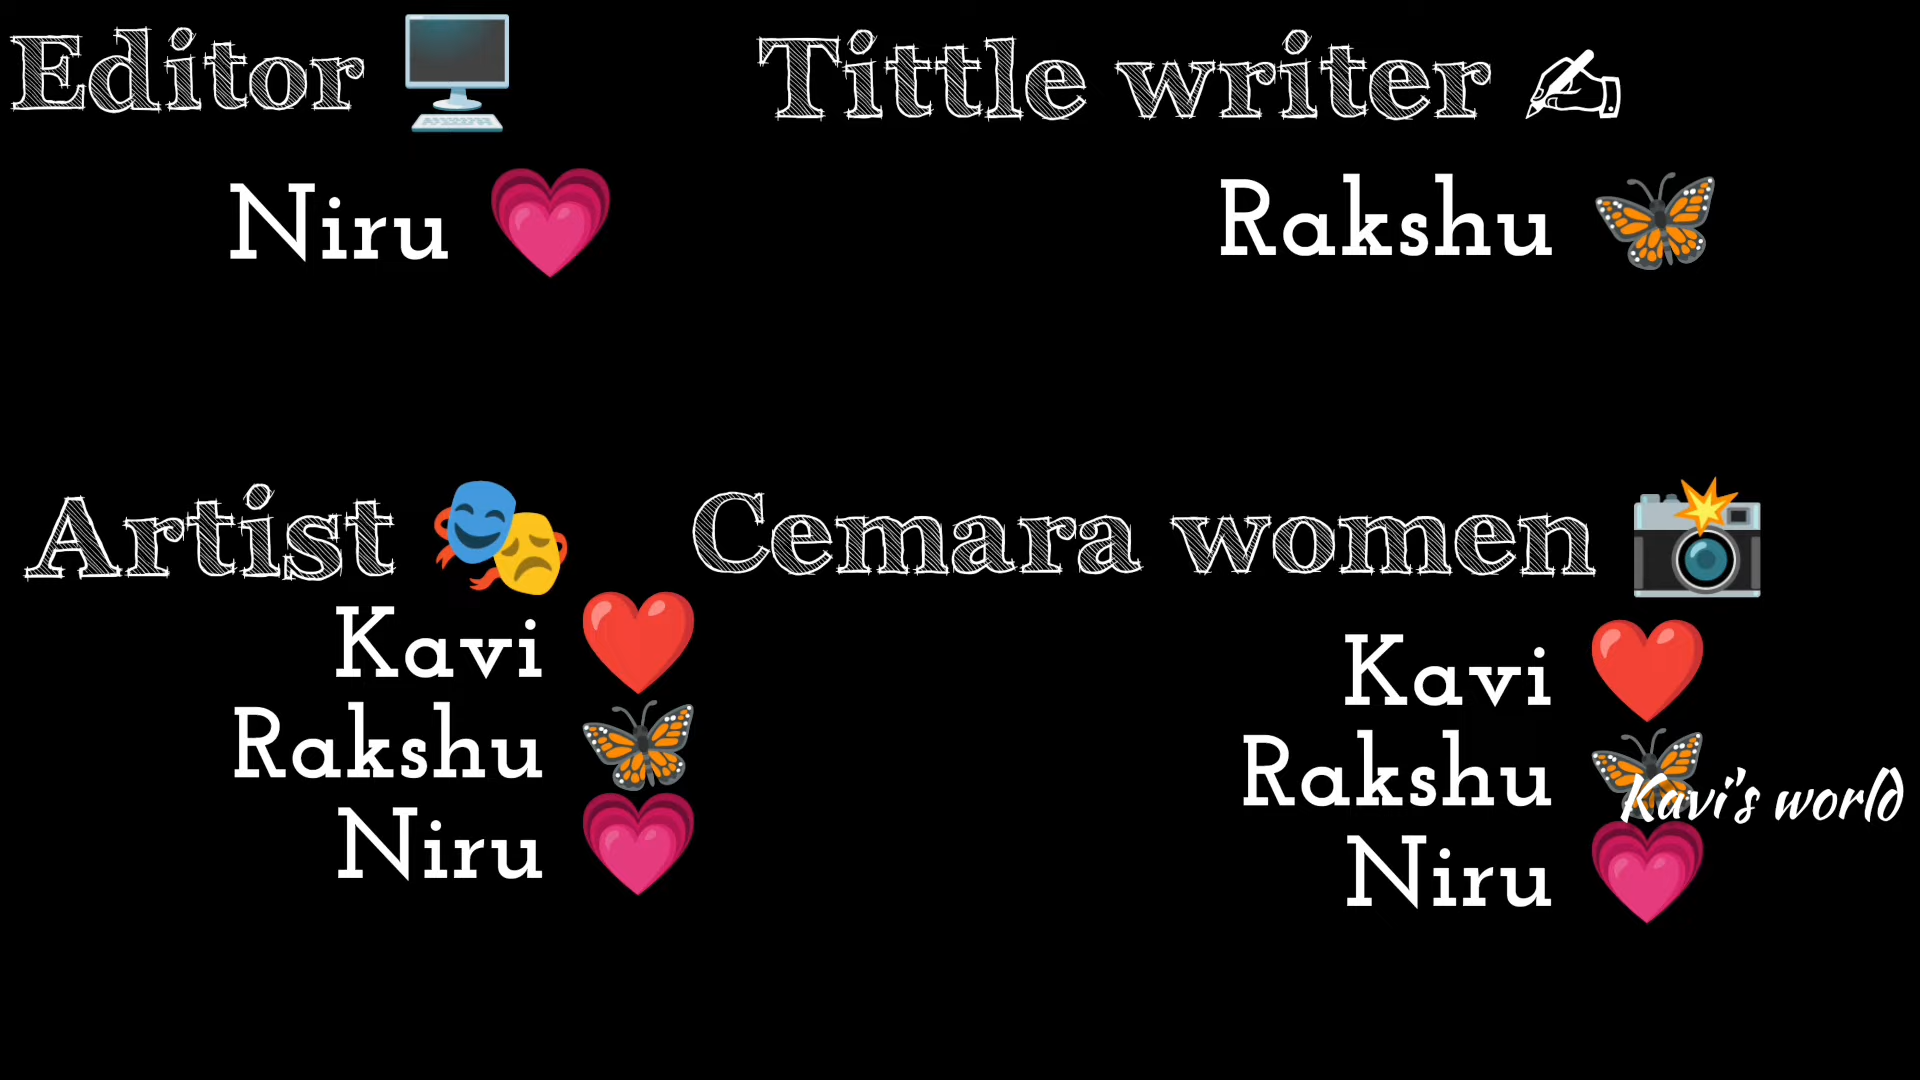 Editor 🖥️
Niru 💗
Tittle writer ✍
Rakshu 🦋
Artist 🎭
Kavi ❤️
Rakshu 🦋
Niru 💗
Cemara women 📸
Kavi ❤️
Rakshu 🦋
Niru 💗
Kavi's world